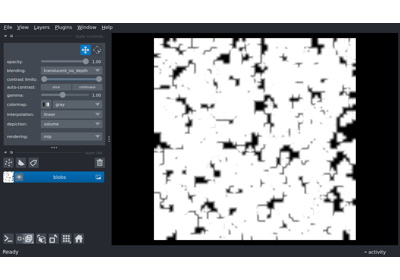 File View Layers Plugins Window Help
opacity: 1.00
blending: translucent_no_depth
contrast limits:
auto-contrast: once continuous
gamma: 1.00
colormap: gray
interpolation: linear
depiction: volume
rendering: mip
blobs
Ready
activity